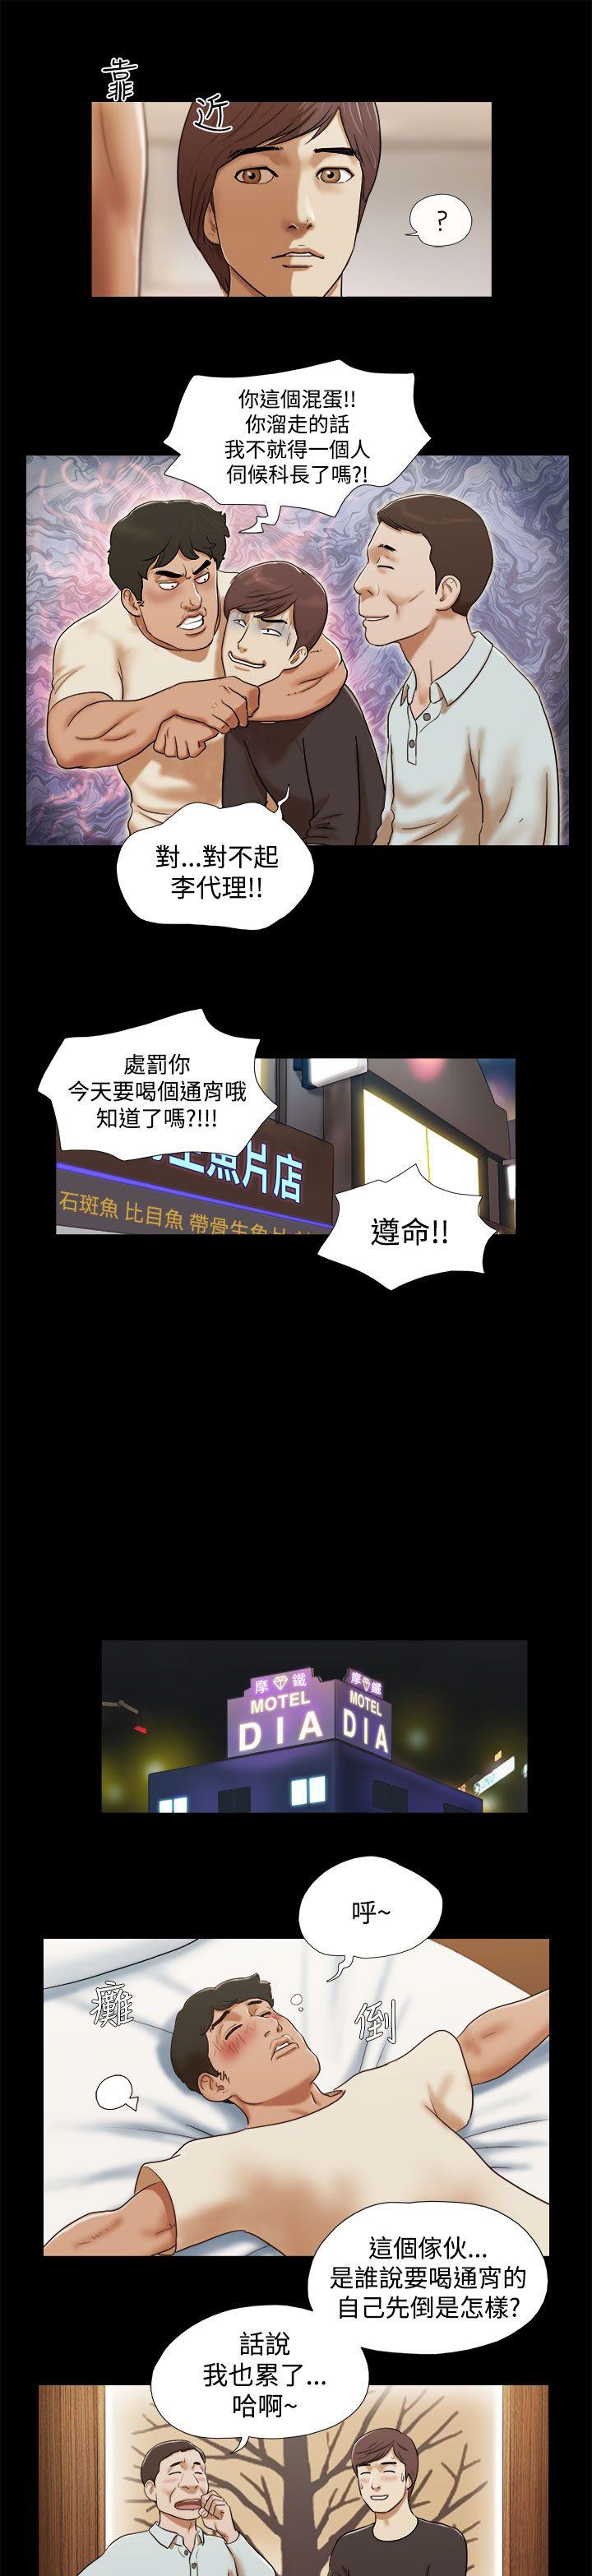 靠
近
?
你這個混蛋!!
你溜走的話
我不就得一個人
伺候科長了嗎?!
對...對不起
李代理!!
處罰你
今天要喝個通宵哦
知道了嗎?!!!
生魚片店
石斑魚 比目魚 帶骨生魚片
遵命!!
摩 鐵
MOTEL
DIA
摩 鐵
MOTEL
DIA
呼~
癱
倒
這個傢伙...
是誰說要喝通宵的
自己先倒是怎樣?
話說
我也累了...
哈啊~